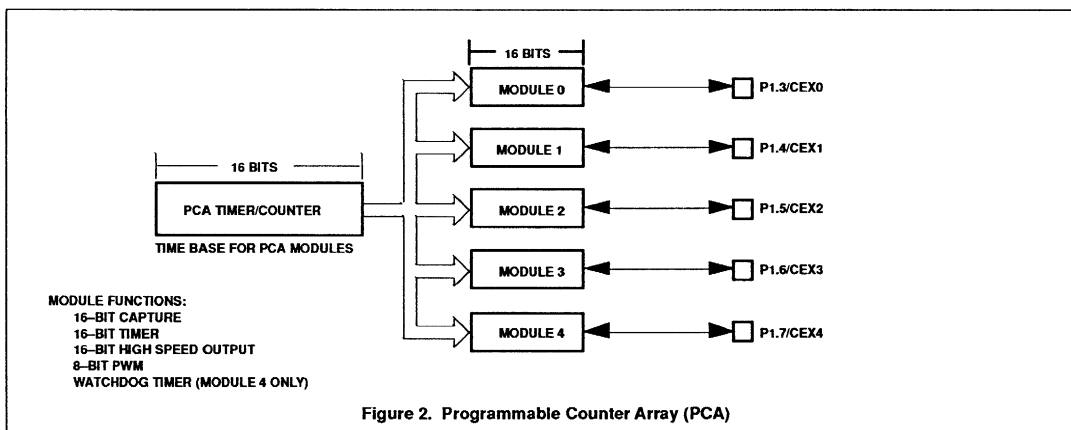 16 BITS
MODULE 0
P1.3/CEX0
MODULE 1
P1.4/CEX1
16 BITS
PCA TIMER/COUNTER
MODULE 2
P1.5/CEX2
TIME BASE FOR PCA MODULES
MODULE 3
P1.6/CEX3
MODULE FUNCTIONS:
16–BIT CAPTURE
16–BIT TIMER
16–BIT HIGH SPEED OUTPUT
8–BIT PWM
WATCHDOG TIMER (MODULE 4 ONLY)
MODULE 4
P1.7/CEX4
Figure 2. Programmable Counter Array (PCA)